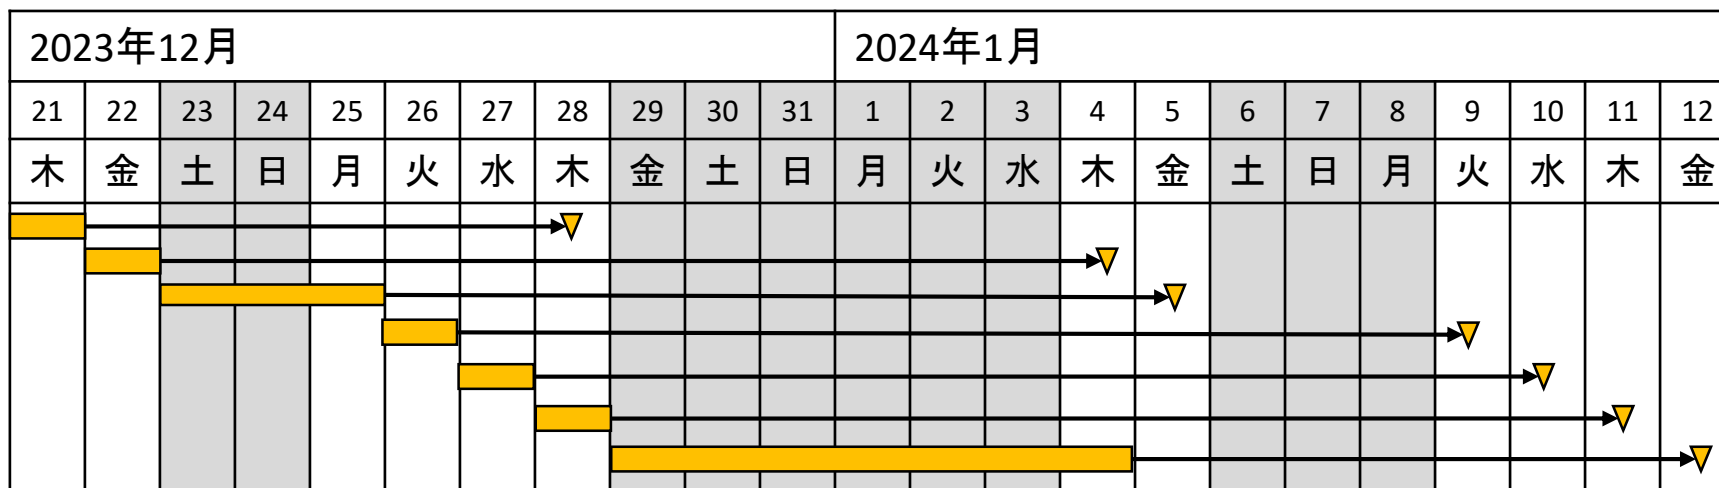 2023年12月 2024年1月
21 22 23 24 25 26 27 28 29 30 31 1 2 3 4 5 6 7 8 9 10 11 12
木 金 土 日 月 火 水 木 金 土 日 月 火 水 木 金 土 日 月 火 水 木 金